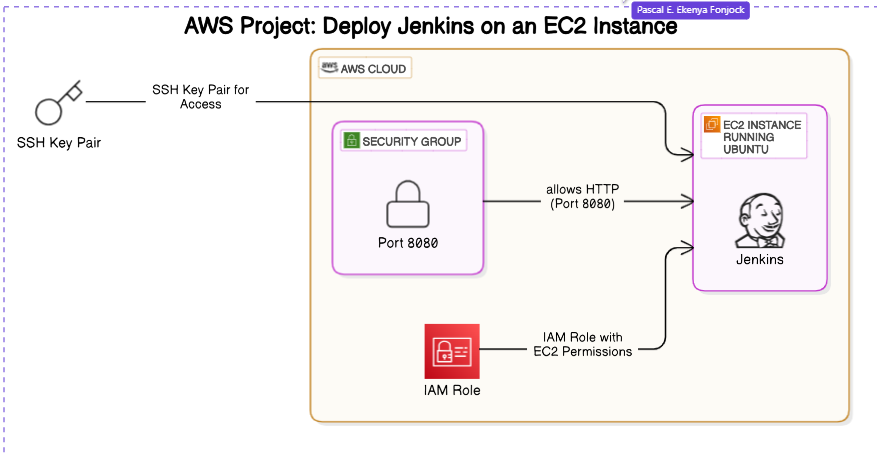 Pascal E. Ekenya Fonjock
AWS Project: Deploy Jenkins on an EC2 Instance
aws AWS CLOUD
SSH Key Pair for
Access
SSH Key Pair
SECURITY GROUP
Port 8080
allows HTTP
(Port 8080)
EC2 INSTANCE
RUNNING
UBUNTU
Jenkins
IAM Role with
EC2 Permissions
IAM Role